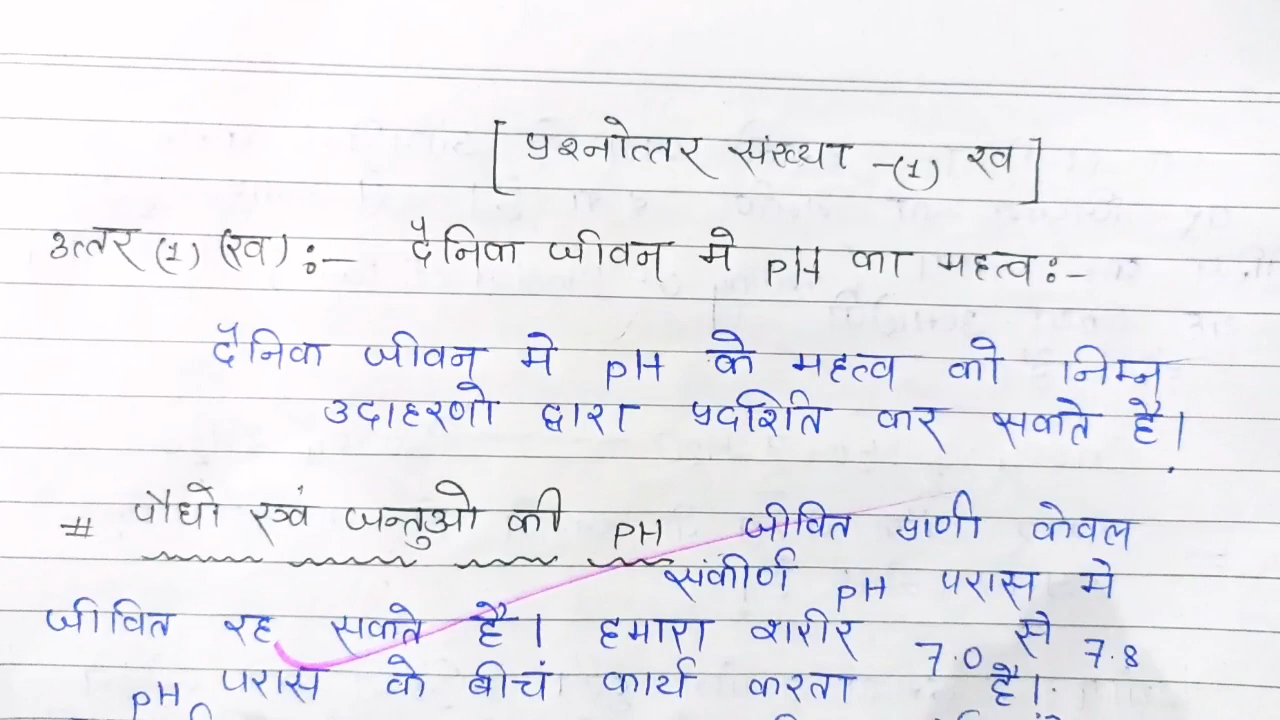 [ प्रश्नोत्तर संख्या -(1) ख ]
उत्तर (1) (ख) :- दैनिक जीवन मे pH का महत्व :-
दैनिक जीवन मे pH के महत्व को निम्न
उदाहरणो द्वारा प्रदर्शित कर सकते है।
# पौधों एवं जन्तुओ की PH जीवित प्राणी केवल
संकीर्ण pH परास मे
जीवित रह सकते है। हमारा शरीर 7.0 से 7.8
pH परास के बीचं कार्य करता है।